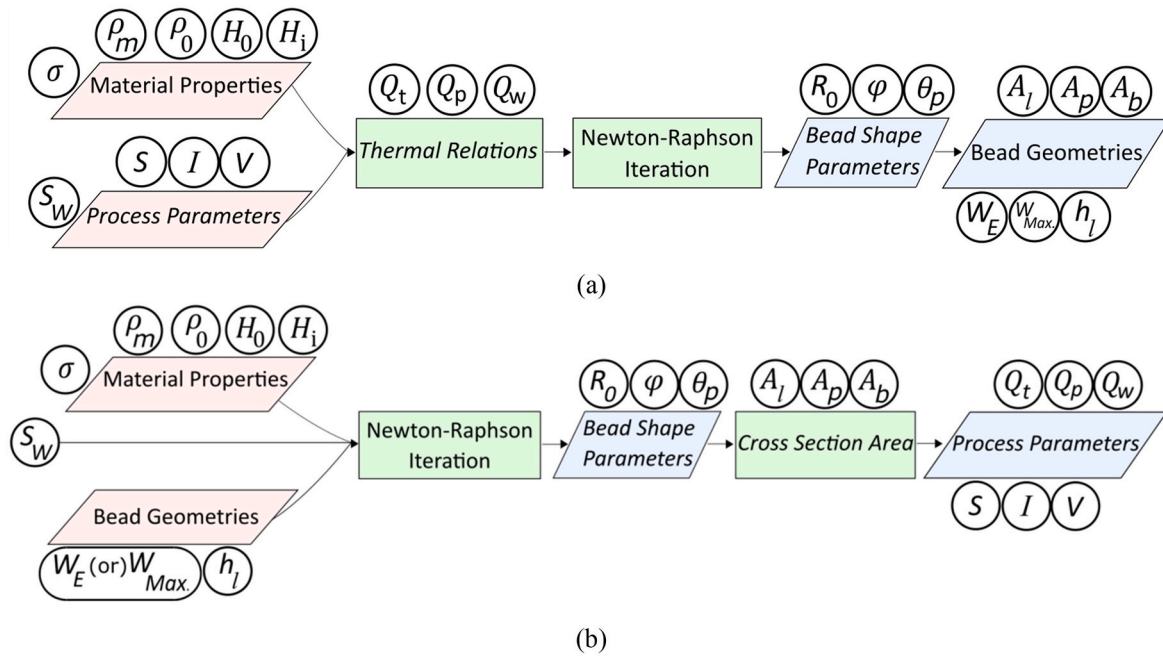 ρm ρ0 H0 Hi
σ
Material Properties
S I V
SW
Process Parameters
Qt Qp Qw
Thermal Relations
Newton-Raphson
Iteration
R0 φ θp
Bead Shape
Parameters
Al Ap Ab
Bead Geometries
WE WMax. hl
(a)
ρm ρ0 H0 Hi
σ
Material Properties
SW
Bead Geometries
WE (or) WMax. hl
Newton-Raphson
Iteration
R0 φ θp
Bead Shape
Parameters
Al Ap Ab
Cross Section Area
Qt Qp Qw
Process Parameters
S I V
(b)